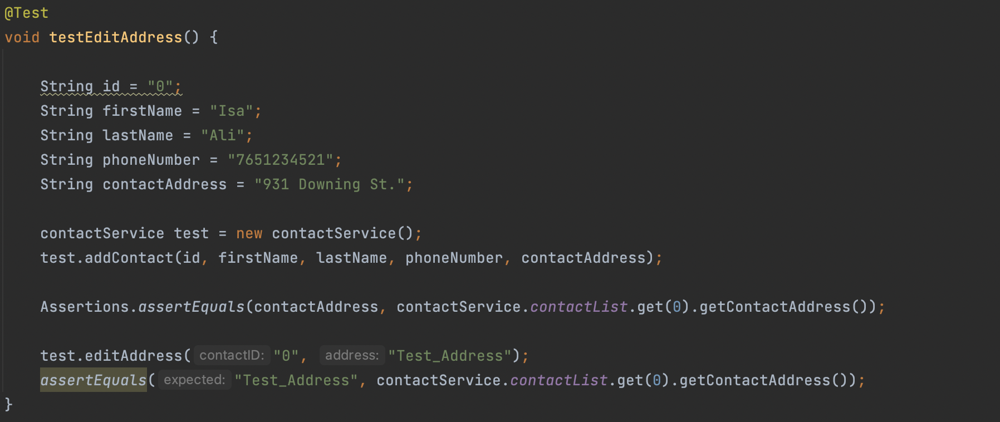 @Test
void testEditAddress() {
String id = "0";
String firstName = "Isa";
String lastName = "Ali";
String phoneNumber = "7651234521";
String contactAddress = "931 Downing St.";
contactService test = new contactService();
test.addContact(id, firstName, lastName, phoneNumber, contactAddress);
Assertions.assertEquals(contactAddress, contactService.contactList.get(0).getContactAddress());
test.editAddress( contactID: "0", address: "Test_Address");
assertEquals( expected: "Test_Address", contactService.contactList.get(0).getContactAddress());
}